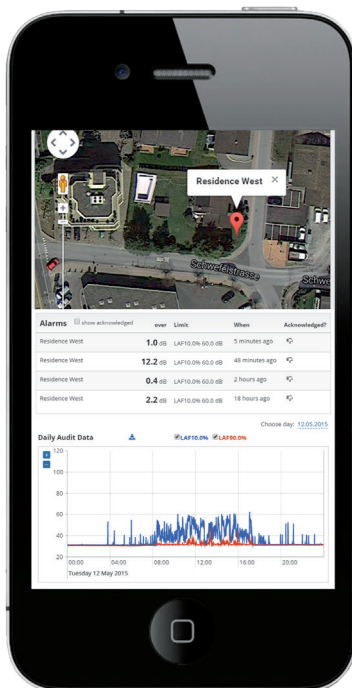 Residence West ×
Schwefelstrasse
Schwefe
Alarms show acknowledged over Limit When Acknowledged?
Residence West 1.0 dB LAF10.0% 60.0 dB 5 minutes ago
Residence West 12.2 dB LAF10.0% 60.0 dB 48 minutes ago
Residence West 0.4 dB LAF10.0% 60.0 dB 2 hours ago
Residence West 2.2 dB LAF10.0% 60.0 dB 18 hours ago
Choose day: 12.05.2015
Daily Audit Data LAF10.0% LAF90.0%
120
100
80
60
40
20
00:00 04:00 08:00 12:00 16:00 20:00
Tuesday 12 May 2015